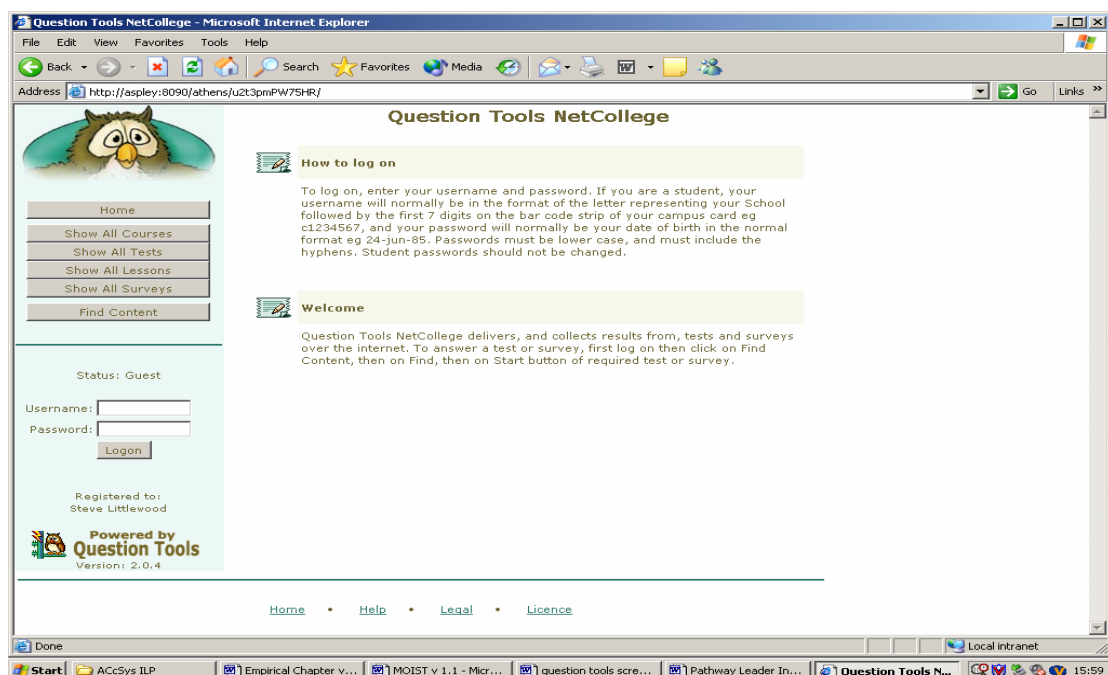 Question Tools NetCollege - Microsoft Internet Explorer
File Edit View Favorites Tools Help
Back Search Favorites Media
Address http://aspley:8090/athens/u2t3pmPW75HR/ Go Links »
Question Tools NetCollege
How to log on
To log on, enter your username and password. If you are a student, your
username will normally be in the format of the letter representing your School
followed by the first 7 digits on the bar code strip of your campus card eg
c1234567, and your password will normally be your date of birth in the normal
format eg 24-jun-85. Passwords must be lower case, and must include the
hyphens. Student passwords should not be changed.
Welcome
Question Tools NetCollege delivers, and collects results from, tests and surveys
over the internet. To answer a test or survey, first log on then click on Find
Content, then on Find, then on Start button of required test or survey.
Home
Show All Courses
Show All Tests
Show All Lessons
Show All Surveys
Find Content
Status: Guest
Username:
Password:
Logon
Registered to:
Steve Littlewood
Powered by
Question Tools
Version: 2.0.4
Home • Help • Legal • Licence
Done Local intranet
Start ACcSys ILP Empirical Chapter v... MOIST v 1.1 - Micr... question tools scre... Pathway Leader In... Question Tools N... 15:59